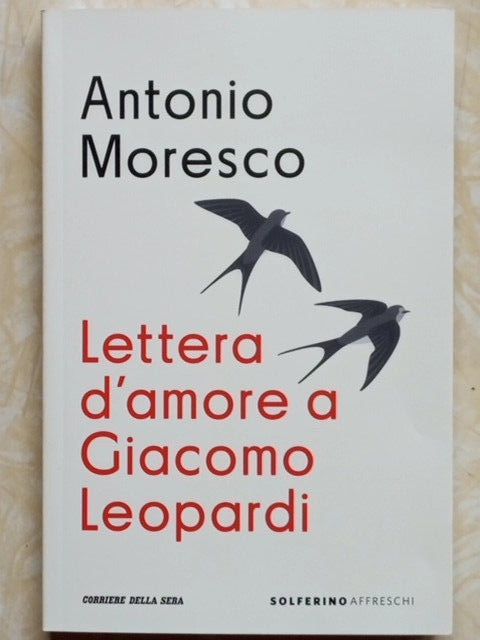 Antonio
Moresco
Lettera
d'amore a
Giacomo
Leopardi
CORRIERE DELLA SERA
SOLFERINO AFFRESCHI